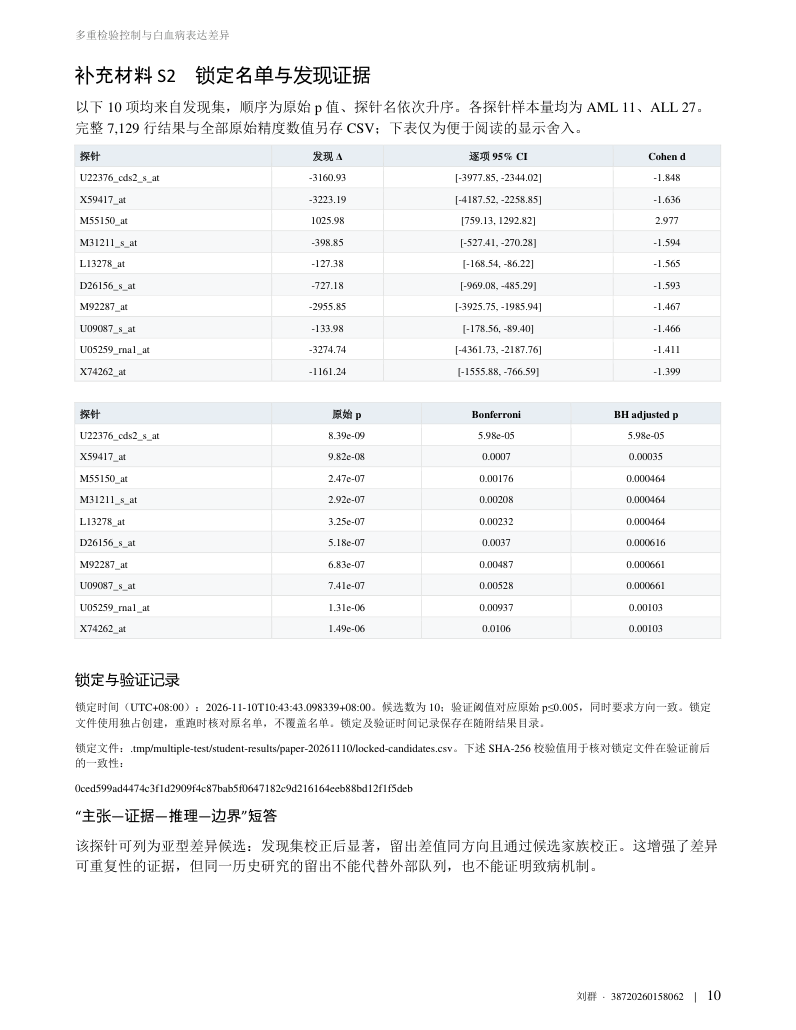 多重检验控制与白血病表达差异
补充材料 S2 锁定名单与发现证据
以下 10 项均来自发现集，顺序为原始 p 值、探针名依次升序。各探针样本量均为 AML 11、ALL 27。
完整 7,129 行结果与全部原始精度数值另存 CSV；下表仅为便于阅读的显示舍入。
探针 发现 Δ 逐项 95% CI Cohen d
U22376_cds2_s_at -3160.93 [-3977.85, -2344.02] -1.848
X59417_at -3223.19 [-4187.52, -2258.85] -1.636
M55150_at 1025.98 [759.13, 1292.82] 2.977
M31211_s_at -398.85 [-527.41, -270.28] -1.594
L13278_at -127.38 [-168.54, -86.22] -1.565
D26156_s_at -727.18 [-969.08, -485.29] -1.593
M92287_at -2955.85 [-3925.75, -1985.94] -1.467
U09087_s_at -133.98 [-178.56, -89.40] -1.466
U05259_rna1_at -3274.74 [-4361.73, -2187.76] -1.411
X74262_at -1161.24 [-1555.88, -766.59] -1.399
探针 原始 p Bonferroni BH adjusted p
U22376_cds2_s_at 8.39e-09 5.98e-05 5.98e-05
X59417_at 9.82e-08 0.0007 0.00035
M55150_at 2.47e-07 0.00176 0.000464
M31211_s_at 2.92e-07 0.00208 0.000464
L13278_at 3.25e-07 0.00232 0.000464
D26156_s_at 5.18e-07 0.0037 0.000616
M92287_at 6.83e-07 0.00487 0.000661
U09087_s_at 7.41e-07 0.00528 0.000661
U05259_rna1_at 1.31e-06 0.00937 0.00103
X74262_at 1.49e-06 0.0106 0.00103
锁定与验证记录
锁定时间（UTC+08:00）：2026-11-10T10:43:43.098339+08:00。候选数为 10；验证阈值对应原始 p≤0.005，同时要求方向一致。锁定
文件使用独占创建，重跑时核对原名单，不覆盖名单。锁定及验证时间记录保存在随附结果目录。
锁定文件：.tmp/multiple-test/student-results/paper-20261110/locked-candidates.csv。下述 SHA-256 校验值用于核对锁定文件在验证前后
的一致性：
0ced599ad4474c3f1d2909f4c87bab5f0647182c9d216164eeb88bd12f1f5deb
“主张—证据—推理—边界”短答
该探针可列为亚型差异候选：发现集校正后显著，留出差值同方向且通过候选家族校正。这增强了差异
可重复性的证据，但同一历史研究的留出不能代替外部队列，也不能证明致病机制。
刘群 · 38720260158062 | 10